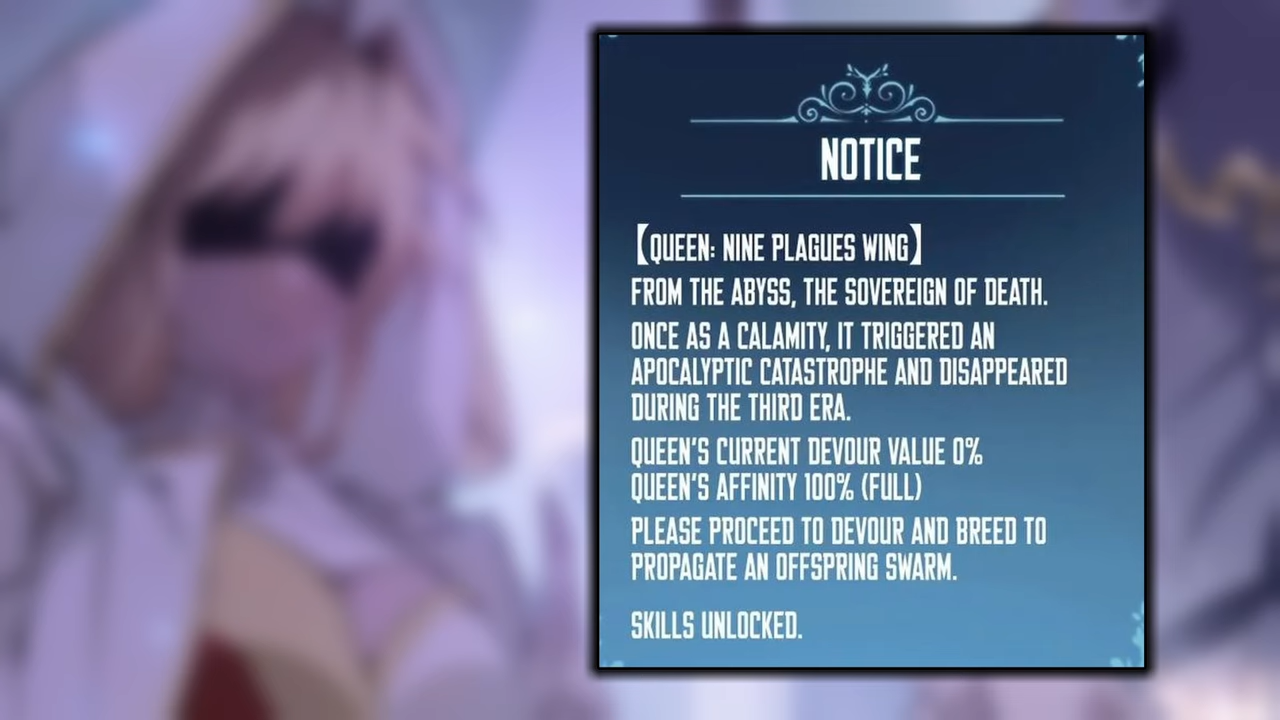 NOTICE
【QUEEN: NINE PLAGUES WING】
FROM THE ABYSS, THE SOVEREIGN OF DEATH.
ONCE AS A CALAMITY, IT TRIGGERED AN
APOCALYPTIC CATASTROPHE AND DISAPPEARED
DURING THE THIRD ERA.
QUEEN'S CURRENT DEVOUR VALUE 0%
QUEEN'S AFFINITY 100% (FULL)
PLEASE PROCEED TO DEVOUR AND BREED TO
PROPAGATE AN OFFSPRING SWARM.
SKILLS UNLOCKED.